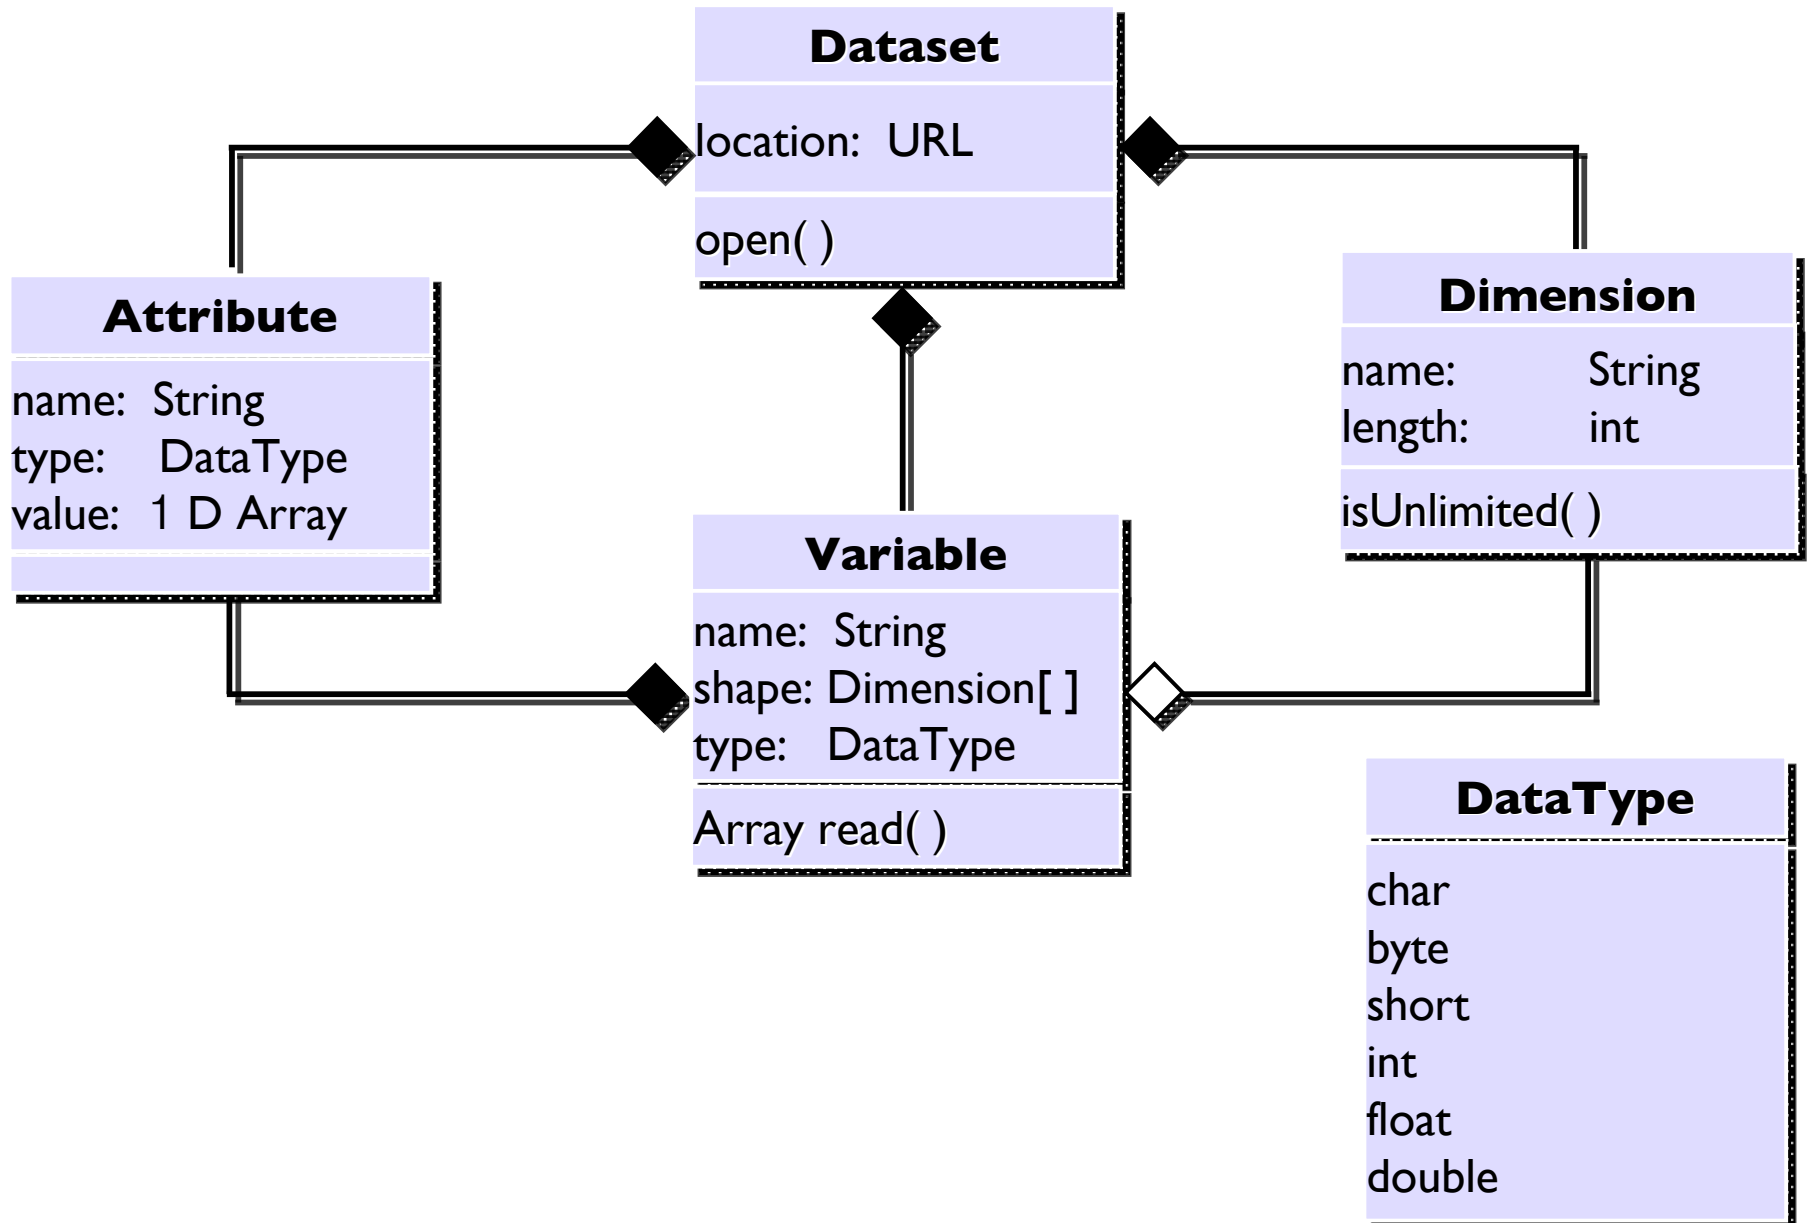 Dataset
location: URL
open( )
Attribute
name: String
type: DataType
value: 1 D Array
Dimension
name: String
length: int
isUnlimited( )
Variable
name: String
shape: Dimension[ ]
type: DataType
Array read( )
DataType
char
byte
short
int
float
double